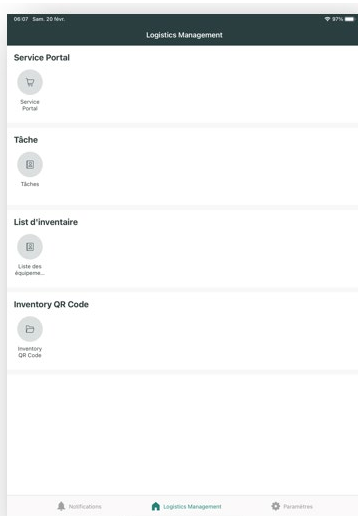 06:07 Sam. 20 févr.
97%
Logistics Management
Service Portal
Service
Portal
Tâche
Tâches
List d'inventaire
Liste des
équipeme...
Inventory QR Code
Inventory
QR Code
Notifications
Logistics Management
Paramètres